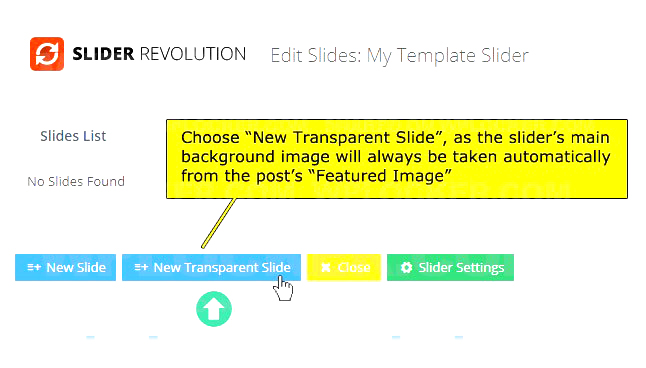 SLIDER REVOLUTION Edit Slides: My Template Slider
Slides List
Choose “New Transparent Slide”, as the slider’s main
background image will always be taken automatically
from the post’s “Featured Image”
No Slides Found
New Slide New Transparent Slide Close Slider Settings